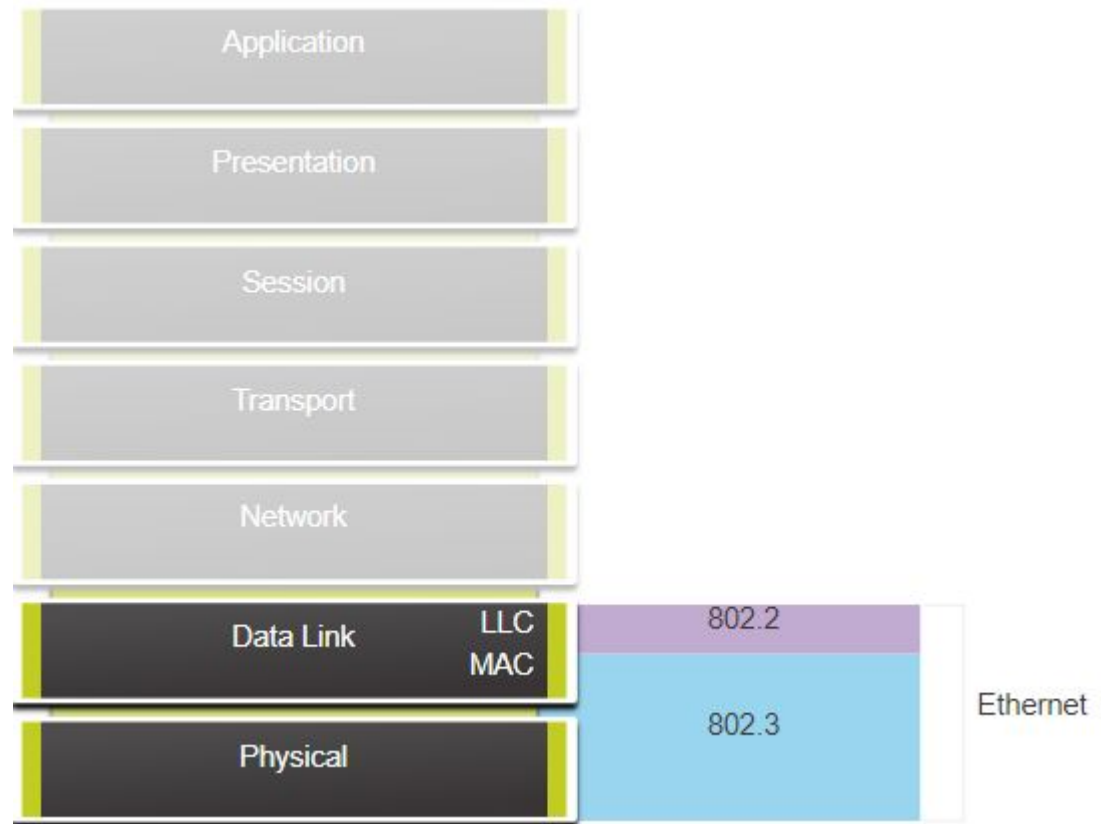 Application
Presentation
Session
Transport
Network
Data Link
LLC
MAC
802.2
802.3
Ethernet
Physical